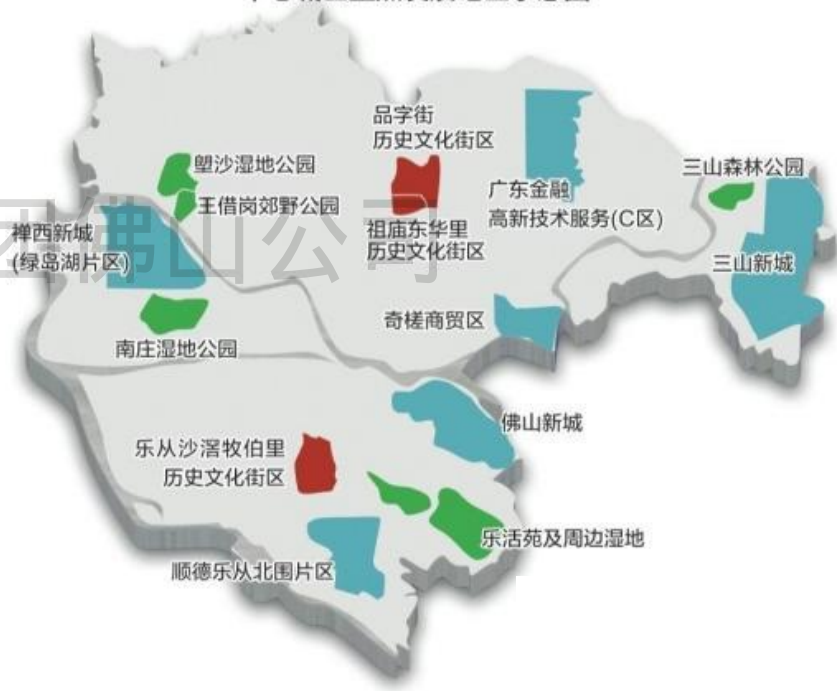 品字街
历史文化街区
塱沙湿地公园
王借岗郊野公园
广东金融
高新技术服务(C区)
三山森林公园
禅西新城
(绿岛湖片区)
祖庙东华里
历史文化街区
三山新城
佛山公司
奇槎商贸区
南庄湿地公园
佛山新城
乐从沙滘牧伯里
历史文化街区
乐活苑及周边湿地
顺德乐从北围片区